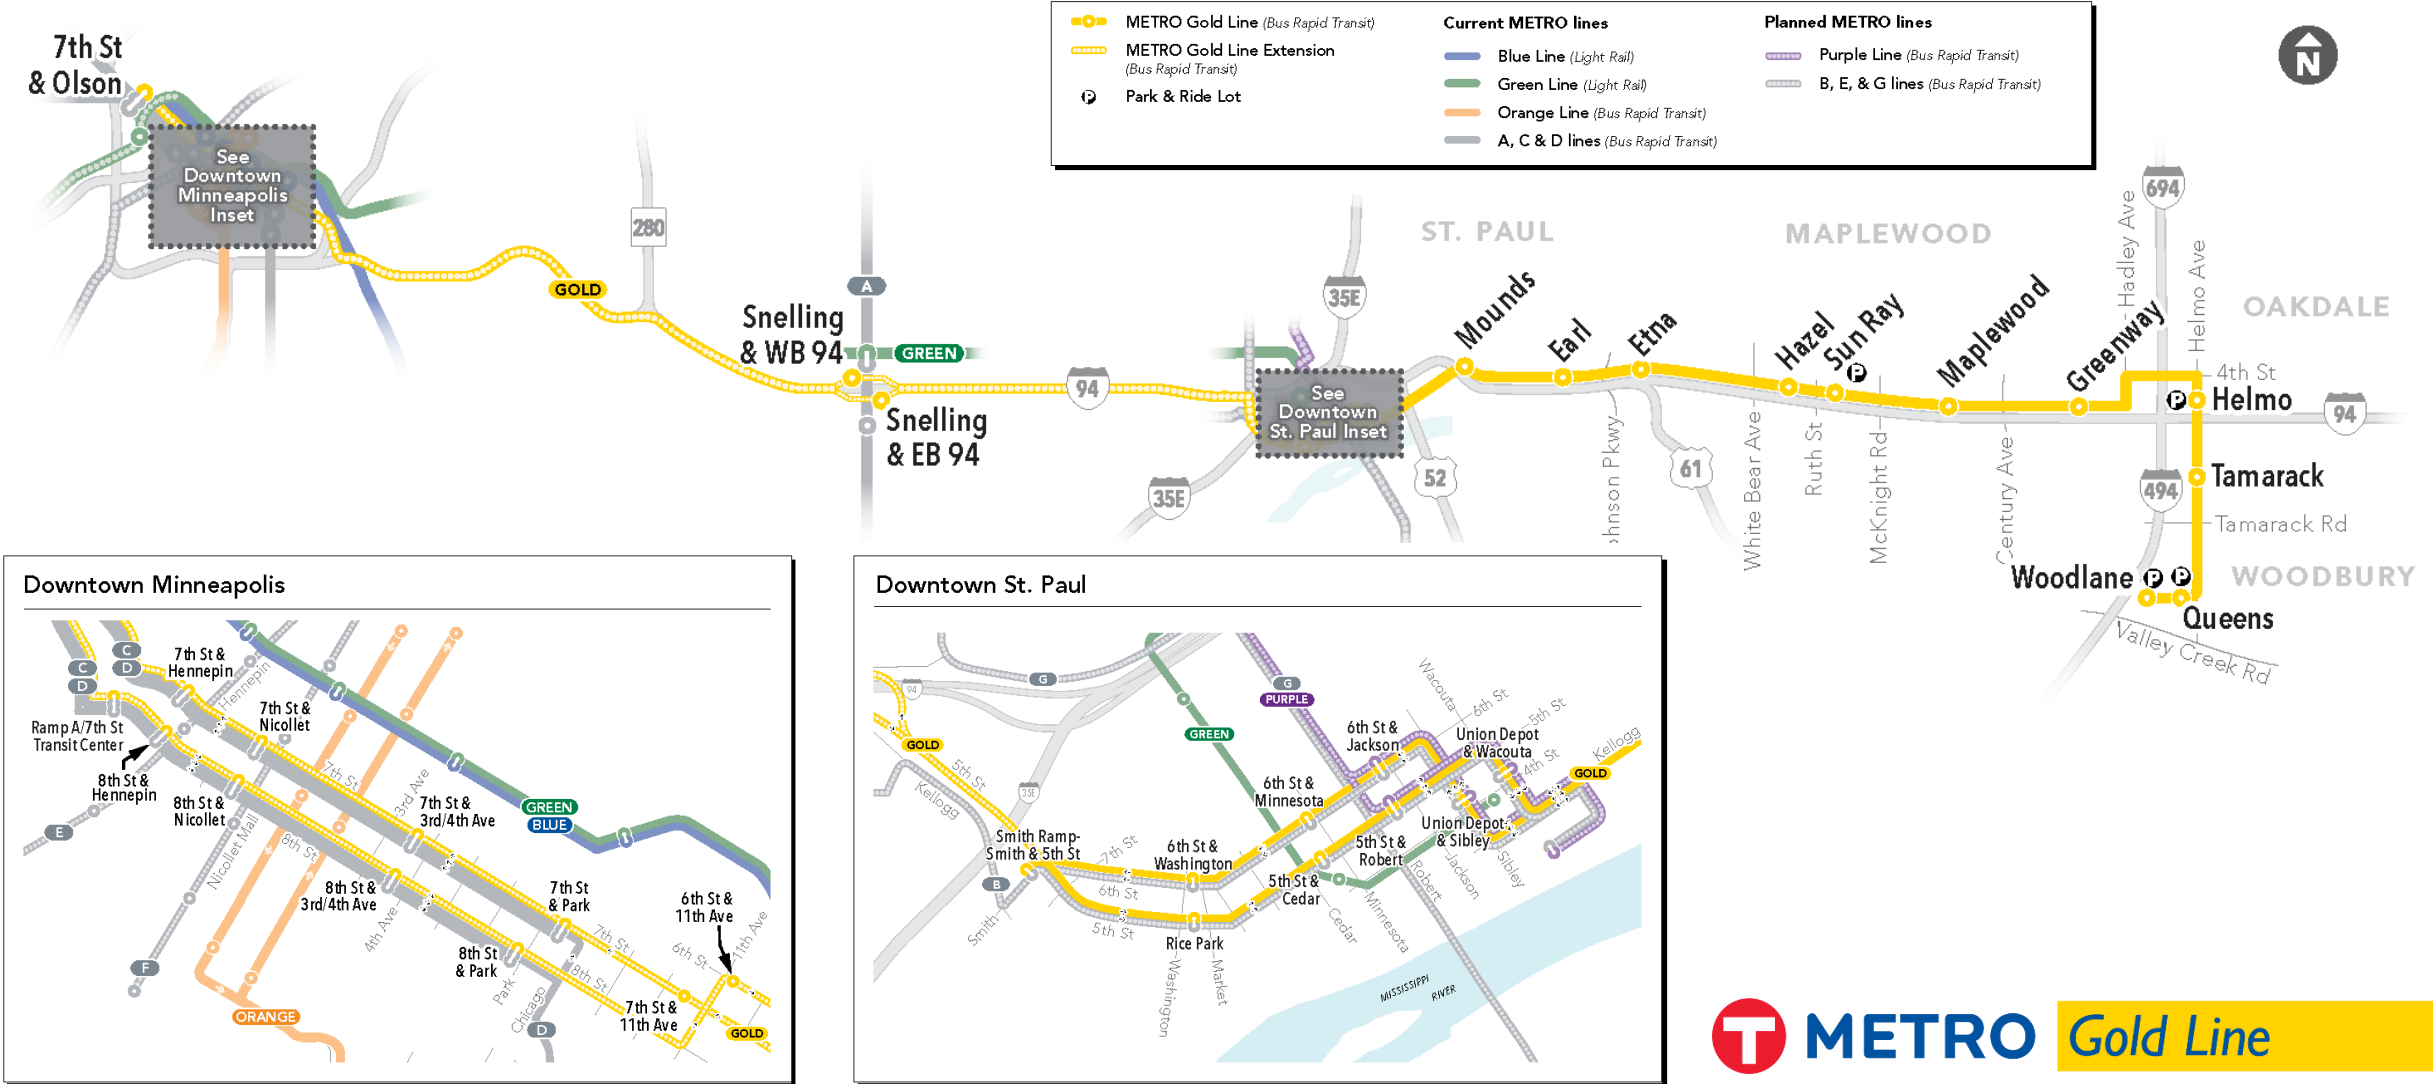 METRO Gold Line (Bus Rapid Transit)
METRO Gold Line Extension
(Bus Rapid Transit)
P Park & Ride Lot
Current METRO lines
Blue Line (Light Rail)
Green Line (Light Rail)
Orange Line (Bus Rapid Transit)
A, C & D lines (Bus Rapid Transit)
Planned METRO lines
Purple Line (Bus Rapid Transit)
B, E, & G lines (Bus Rapid Transit)
N
7th St
& Olson
See
Downtown
Minneapolis
Inset
280
GOLD
A
Snelling
& WB 94
GREEN
Snelling
& EB 94
94
35E
35E
See
Downtown
St. Paul Inset
52
ST. PAUL
MAPLEWOOD
OAKDALE
WOODBURY
Mounds
Earl
Etna
Hazel
Sun Ray
P
Maplewood
Greenway
P
Helmo
Tamarack
Woodlane
P
P
Queens
61
694
494
94
Hadley Ave
Helmo Ave
4th St
Tamarack Rd
Valley Creek Rd
White Bear Ave
Ruth St
McKnight Rd
Century Ave
Downtown Minneapolis
C
D
C
D
7th St &
Hennepin
Hennepin
7th St &
Nicollet
Ramp A/7th St
Transit Center
8th St &
Hennepin
8th St &
Nicollet
7th St
3rd Ave
7th St &
3rd/4th Ave
GREEN
BLUE
E
Nicollet Mall
8th St
8th St &
3rd/4th Ave
4th Ave
7th St
& Park
6th St &
11th Ave
11th Ave
6th St
7th St
8th St
& Park
8th St
Park
Chicago
7th St &
11th Ave
F
ORANGE
D
GOLD
Downtown St. Paul
G
94
GOLD
5th St
Kellogg
35E
G
PURPLE
GREEN
Wacouta
6th St
5th St
4th St
Kellogg
GOLD
6th St &
Jackson
Union Depot
& Wacouta
6th St &
Minnesota
Union Depot
& Sibley
5th St &
Robert
Smith Ramp-
Smith & 5th St
7th St
6th St &
Washington
6th St
B
Smith
5th St
Rice Park
5th St &
Cedar
Washington
Market
Cedar
Minnesota
Robert
Jackson
Sibley
MISSISSIPPI
RIVER
T METRO Gold Line